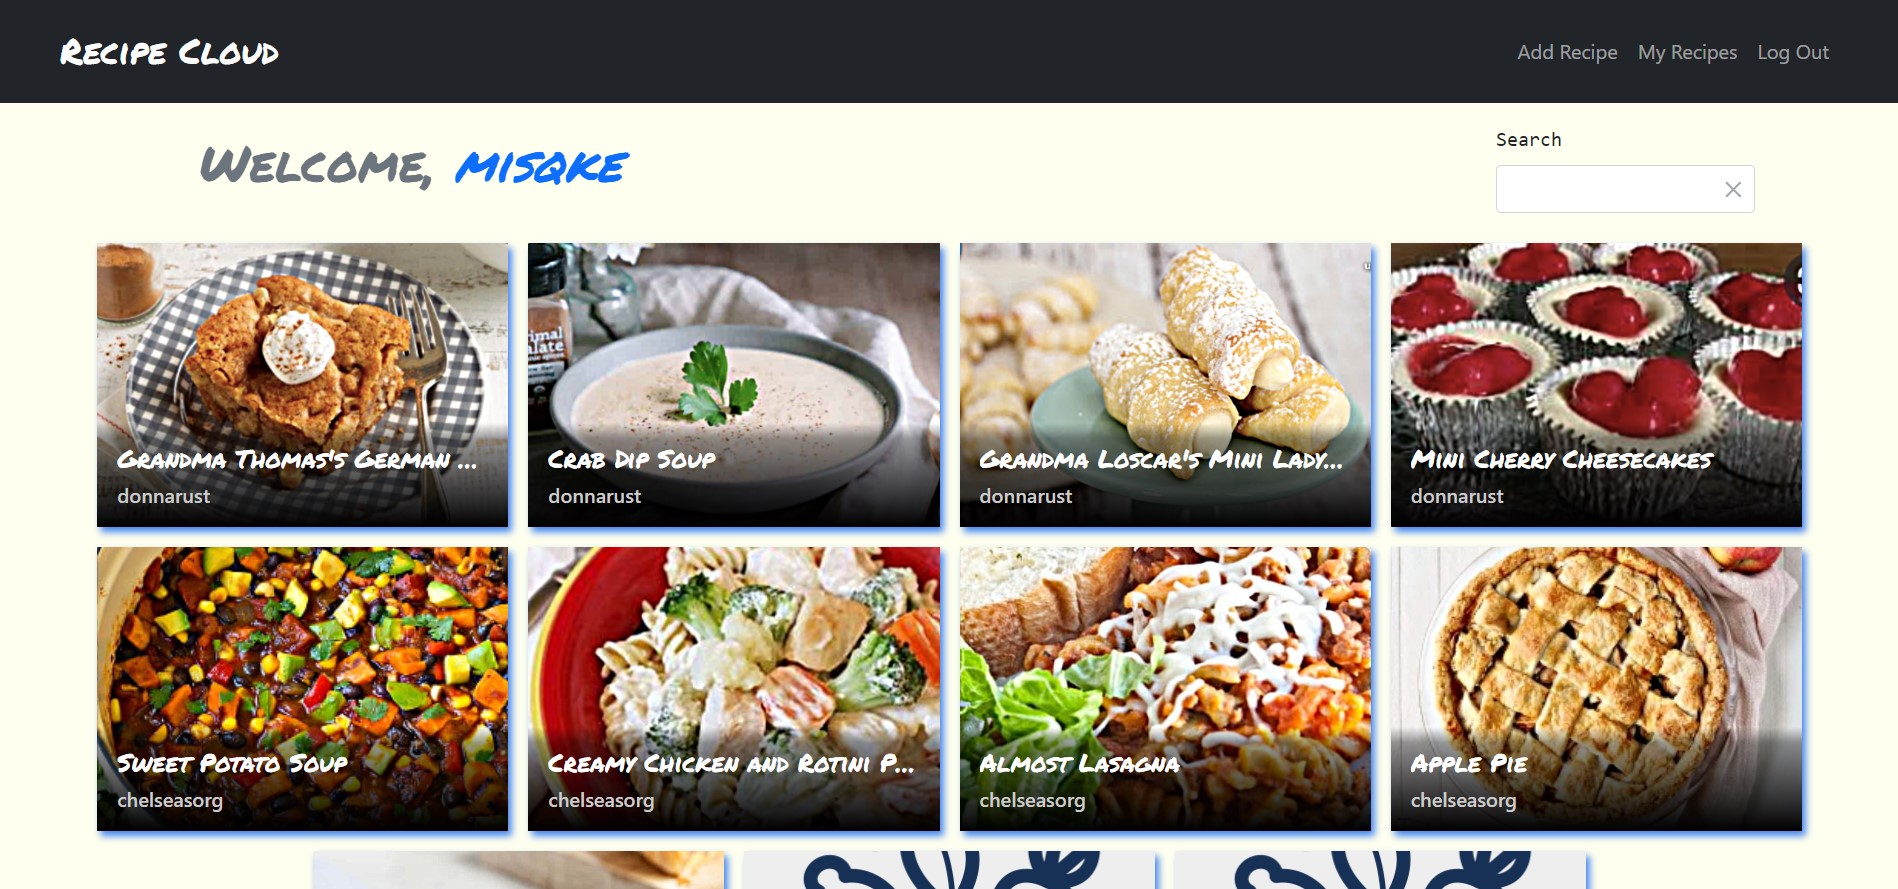 Recipe Cloud
Add Recipe My Recipes Log Out
Welcome, misqke
Search
Grandma Thomas's German ...
donnarust
Crab Dip Soup
donnarust
Grandma Loscar's Mini Lady...
donnarust
Mini Cherry Cheesecakes
donnarust
Sweet Potato Soup
chelseasorg
Creamy Chicken and Rotini P...
chelseasorg
Almost Lasagna
chelseasorg
Apple Pie
chelseasorg